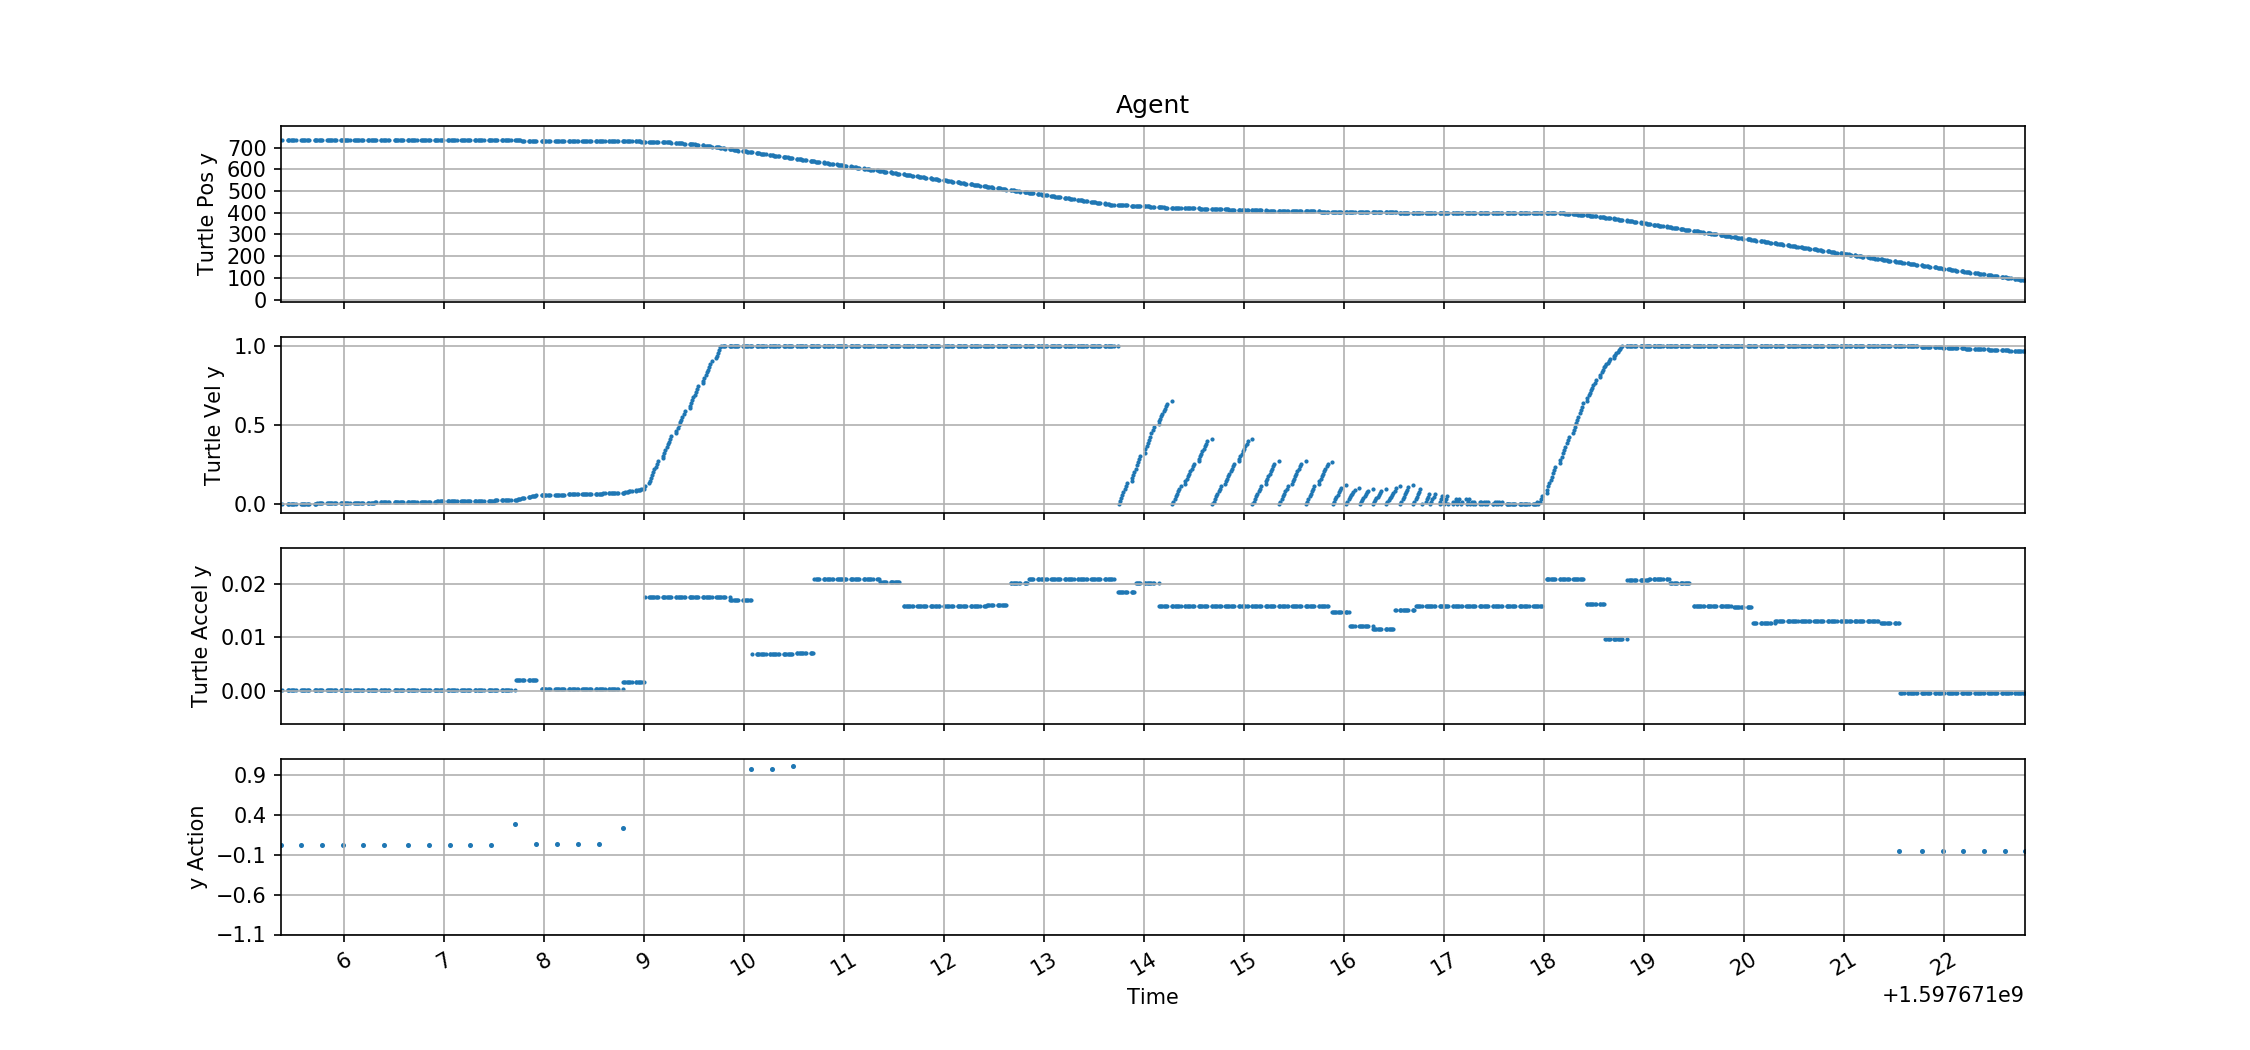 Agent
Turtle Pos y
700
600
500
400
300
200
100
0
Turtle Vel y
1.0
0.5
0.0
Turtle Accel y
0.02
0.01
0.00
y Action
0.9
0.4
−0.1
−0.6
−1.1
6 7 8 9 10 11 12 13 14 15 16 17 18 19 20 21 22
Time
+1.597671e9